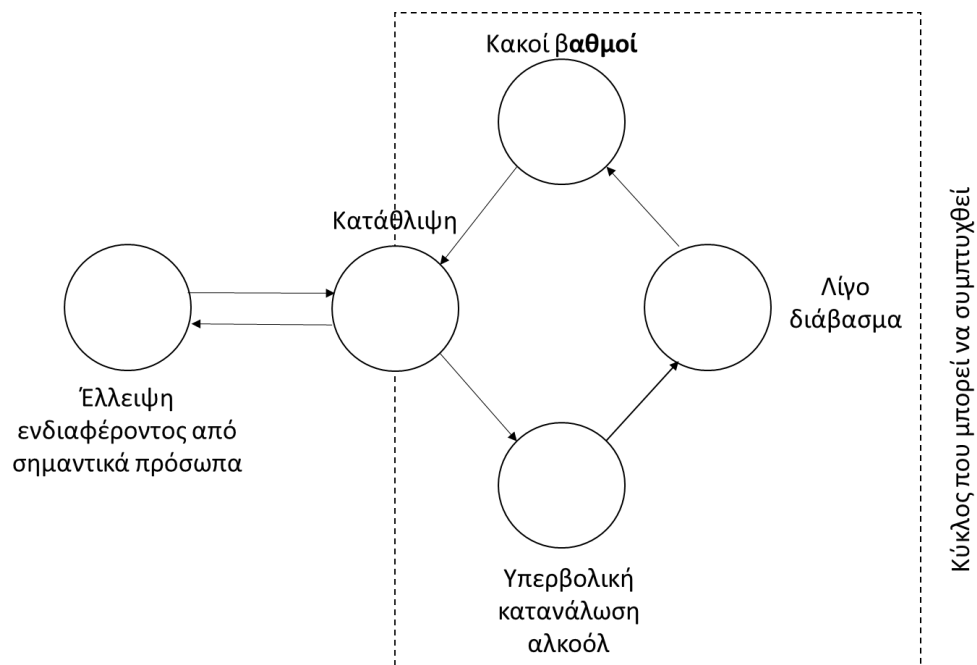 Κακοί βαθμοί
Κατάθλιψη
Λίγο
διάβασμα
Έλλειψη
ενδιαφέροντος από
σημαντικά πρόσωπα
Υπερβολική
κατανάλωση
αλκοόλ
Κύκλος που μπορεί να συμπτυχθεί